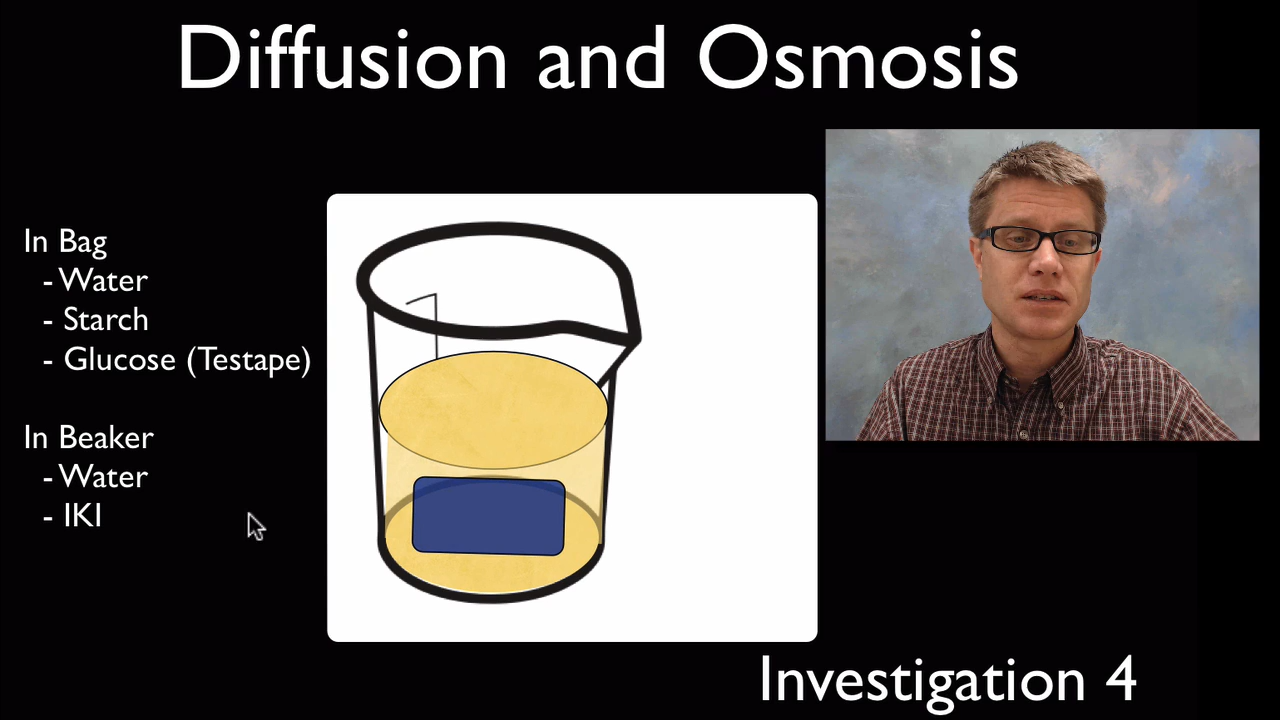 Diffusion and Osmosis
In Bag
- Water
- Starch
- Glucose (Testape)
In Beaker
- Water
- IKI
Investigation 4